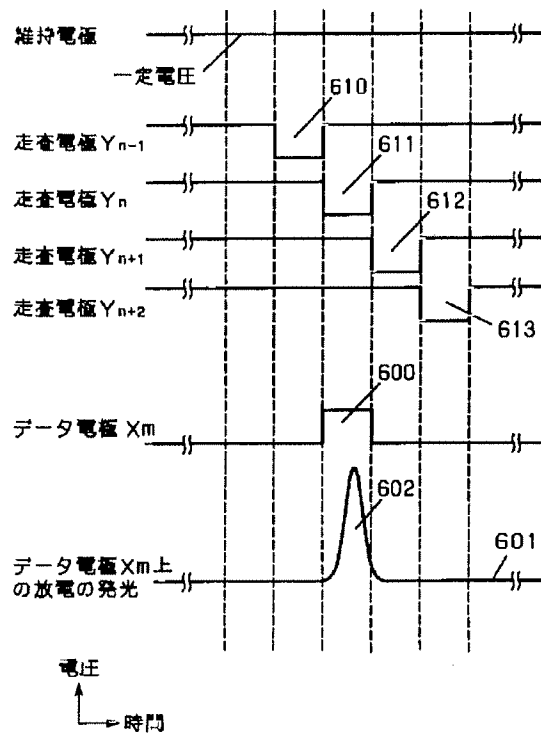 維持電極
一定電圧
610
走査電極Yn-1
611
走査電極Yn
612
走査電極Yn+1
走査電極Yn+2
613
600
データ電極Xm
602
601
データ電極Xm上
の放電の発光
電圧
時間